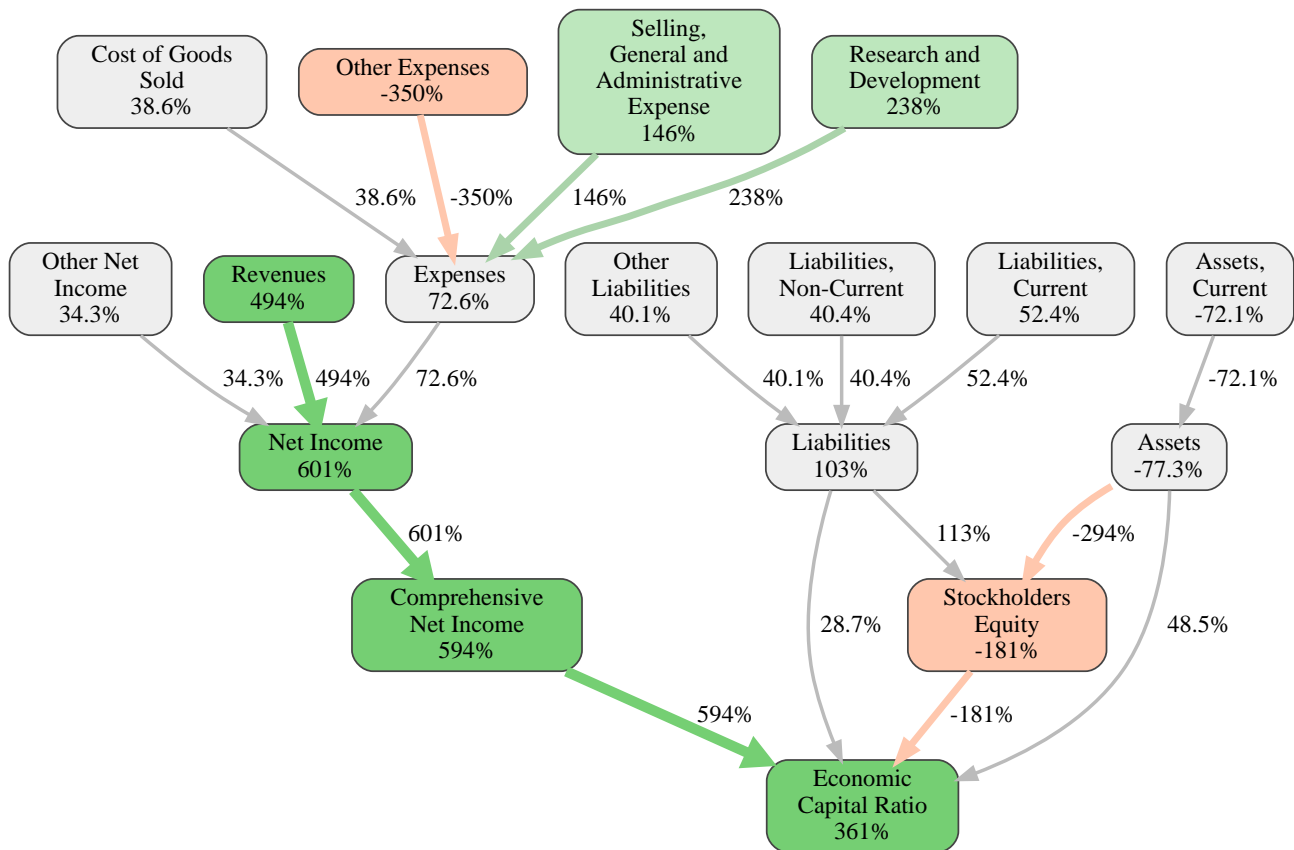 Cost of Goods
Sold
38.6%
Other Expenses
-350%
Selling,
General and
Administrative
Expense
146%
Research and
Development
238%
38.6%
-350%
146%
238%
Other Net
Income
34.3%
Revenues
494%
Expenses
72.6%
Other
Liabilities
40.1%
Liabilities,
Non-Current
40.4%
Liabilities,
Current
52.4%
Assets,
Current
-72.1%
34.3%
494%
72.6%
40.1%
40.4%
52.4%
-72.1%
Net Income
601%
Liabilities
103%
Assets
-77.3%
601%
113%
-294%
Comprehensive
Net Income
594%
28.7%
Stockholders
Equity
-181%
48.5%
594%
-181%
Economic
Capital Ratio
361%